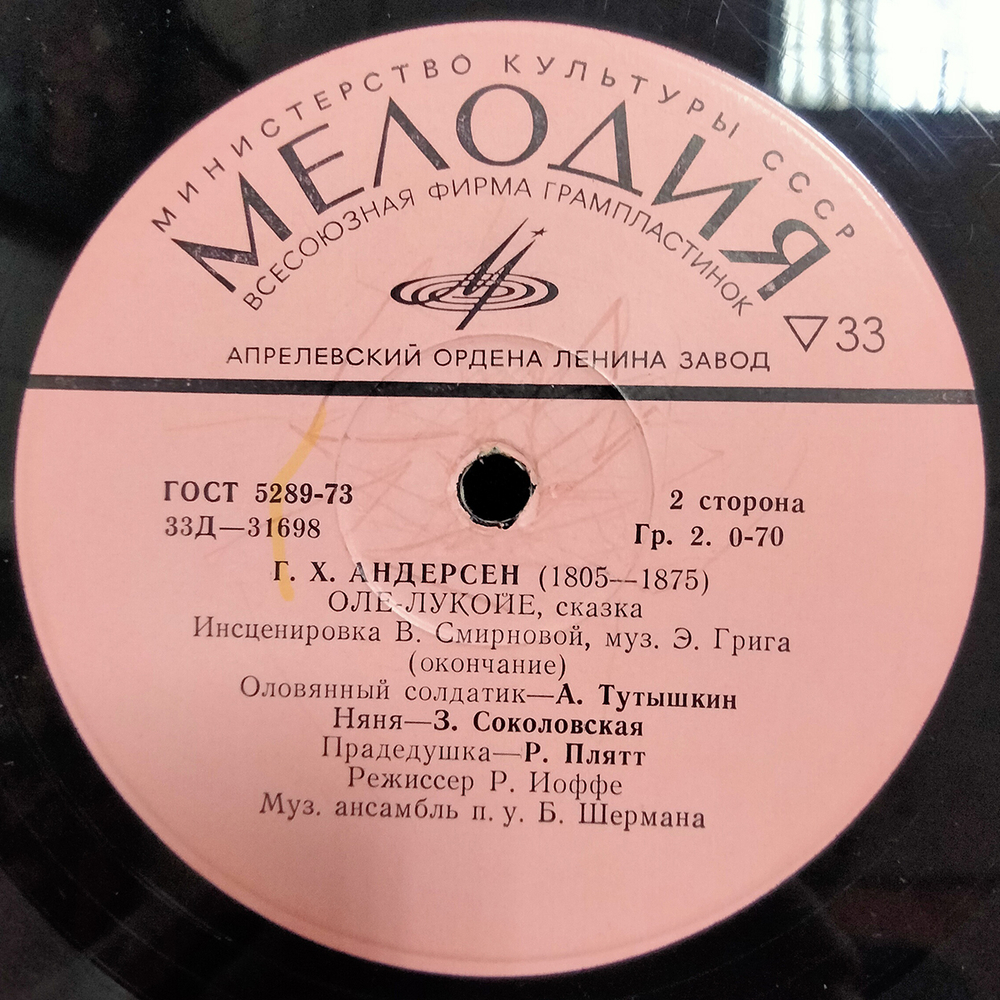 МИНИСТЕРСТВО КУЛЬТУРЫ СССР
МЕЛОДИЯ
ВСЕСОЮЗНАЯ ФИРМА ГРАМПЛАСТИНОК
▽33
АПРЕЛЕВСКИЙ ОРДЕНА ЛЕНИНА ЗАВОД
ГОСТ 5289-73
2 сторона
33Д—31698
Гр. 2. 0-70
Г. Х. АНДЕРСЕН (1805—1875)
ОЛЕ-ЛУКОЙЕ, сказка
Инсценировка В. Смирновой, муз. Э. Грига
(окончание)
Оловянный солдатик—А. Тутышкин
Няня—З. Соколовская
Прадедушка—Р. Плятт
Режиссер Р. Иоффе
Муз. ансамбль п. у. Б. Шермана